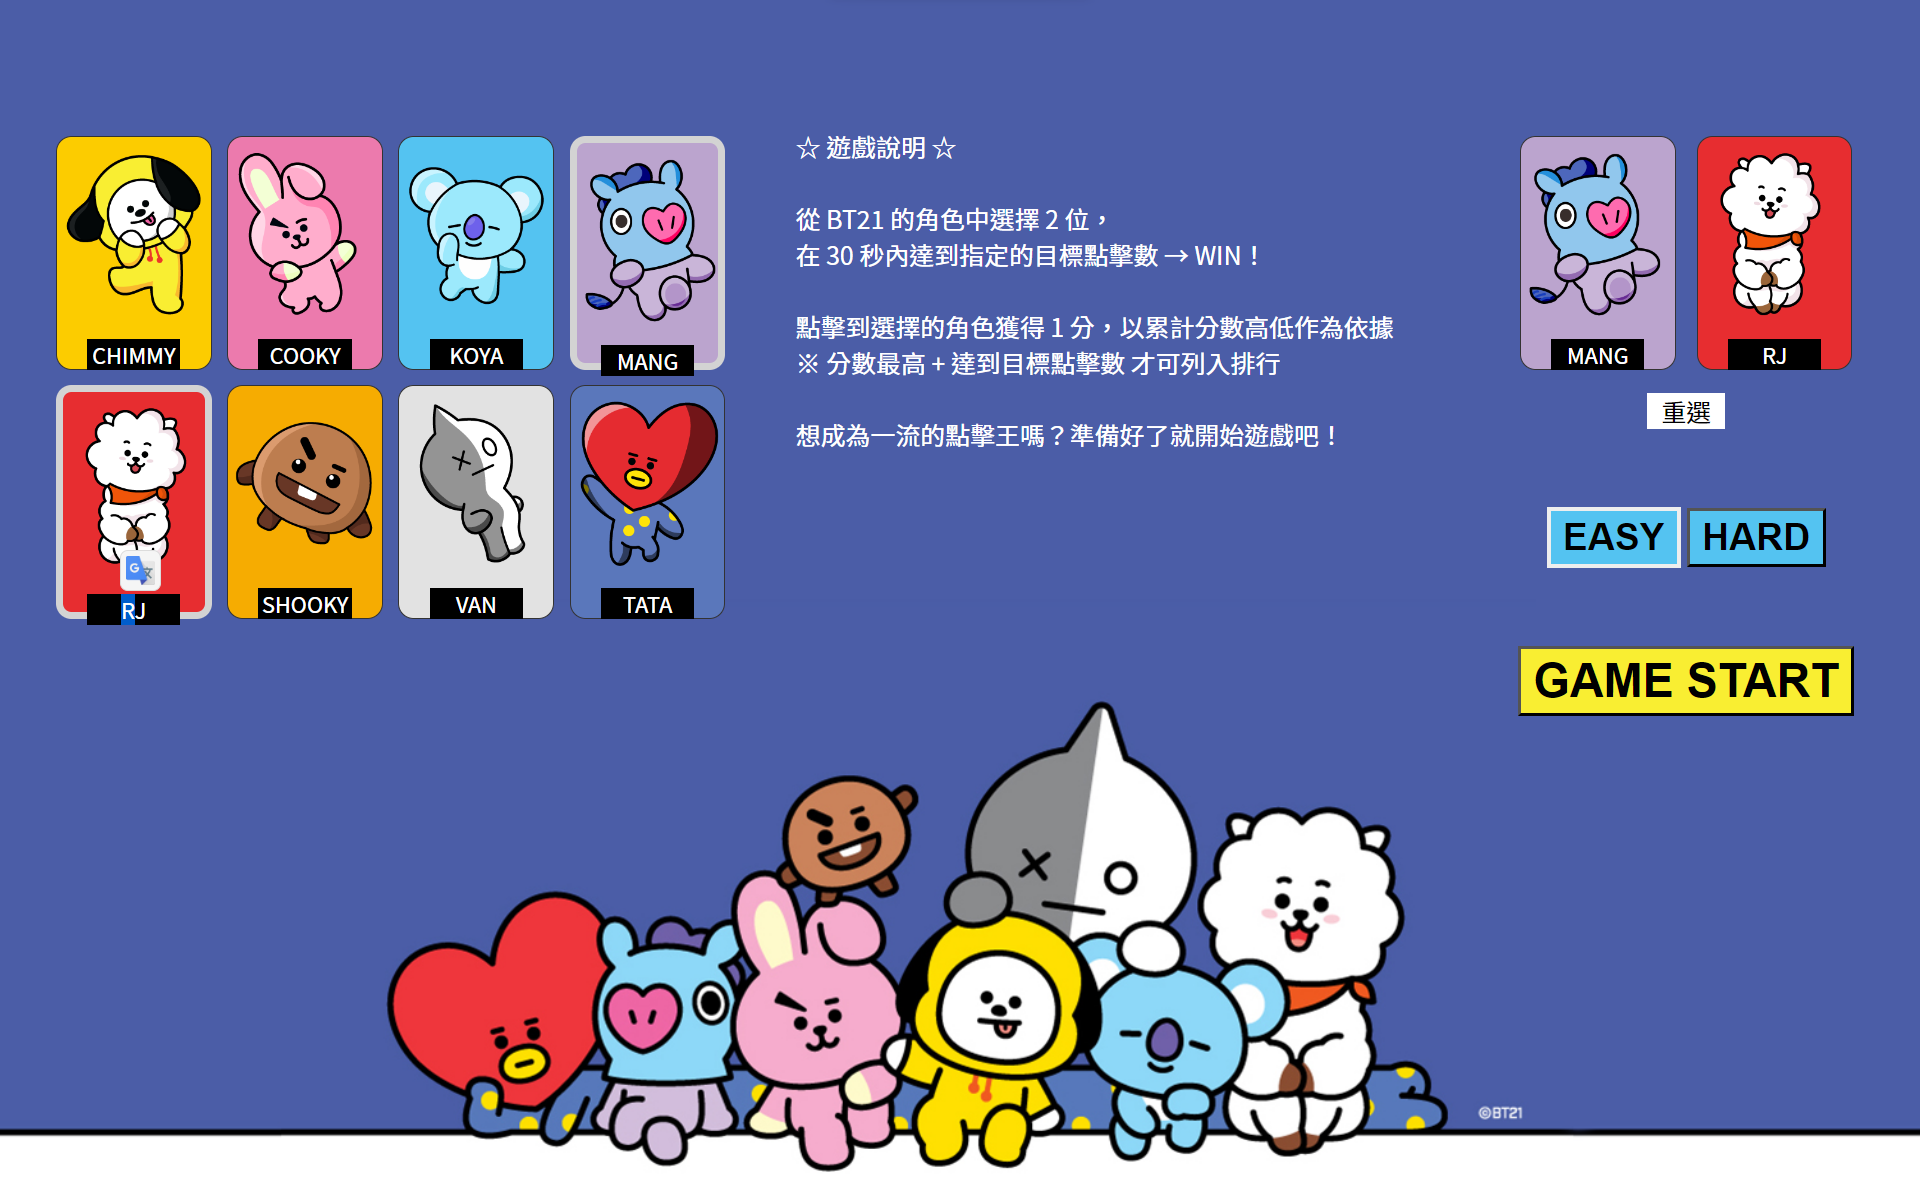 CHIMMY
COOKY
KOYA
MANG
RJ
SHOOKY
VAN
TATA
☆ 遊戲說明 ☆
從 BT21 的角色中選擇 2 位，
在 30 秒內達到指定的目標點擊數 → WIN！
點擊到選擇的角色獲得 1 分，以累計分數高低作為依據
※ 分數最高 + 達到目標點擊數 才可列入排行
想成為一流的點擊王嗎？準備好了就開始遊戲吧！
MANG
RJ
重選
EASY
HARD
GAME START
©BT21